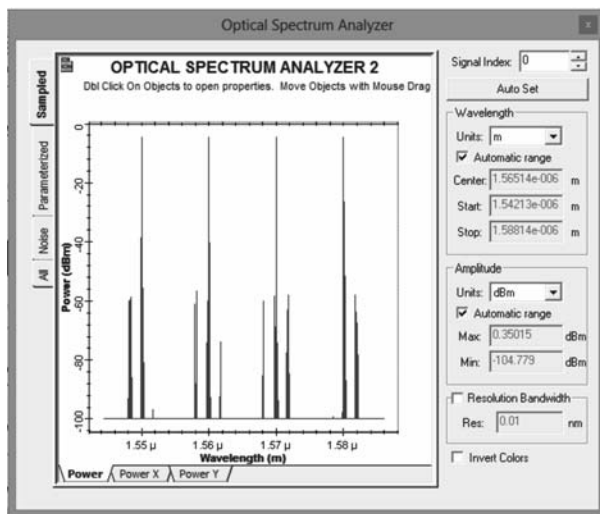 Optical Spectrum Analyzer
x
Sampled
Parameterized
Noise
All
OPTICAL SPECTRUM ANALYZER 2
Dbl Click On Objects to open properties. Move Objects with Mouse Drag
Power (dBm)
0
-20
-40
-60
-80
-100
1.55 µ
1.56 µ
1.57 µ
1.58 µ
Wavelength (m)
Power
Power X
Power Y
Signal Index: 0
Auto Set
Wavelength
Units: m
Automatic range
Center: 1.56514e-006 m
Start: 1.54213e-006 m
Stop: 1.58814e-006 m
Amplitude
Units: dBm
Automatic range
Max: 0.35015 dBm
Min: -104.779 dBm
Resolution Bandwidth
Res: 0.01 nm
Invert Colors